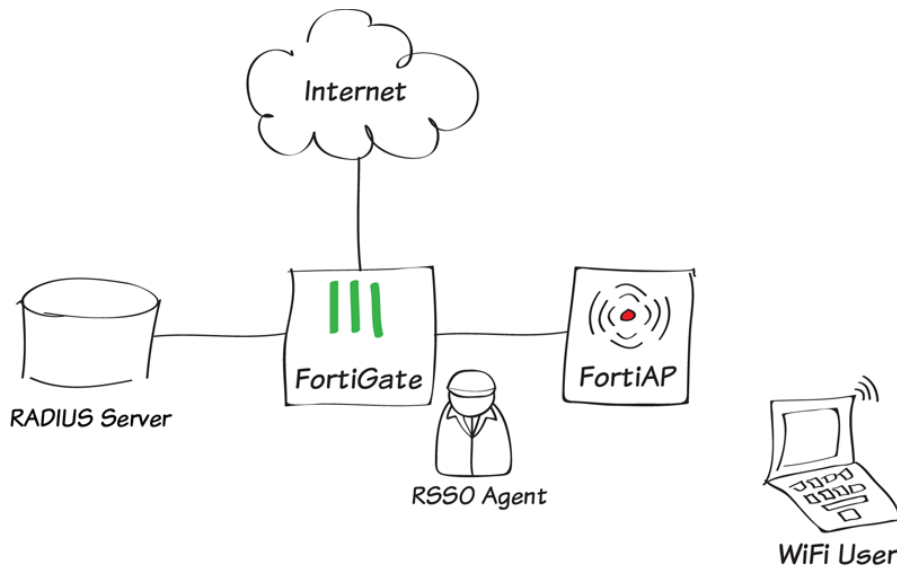 Internet
FortiGate
FortiAP
RADIUS Server
RSSO Agent
WiFi User